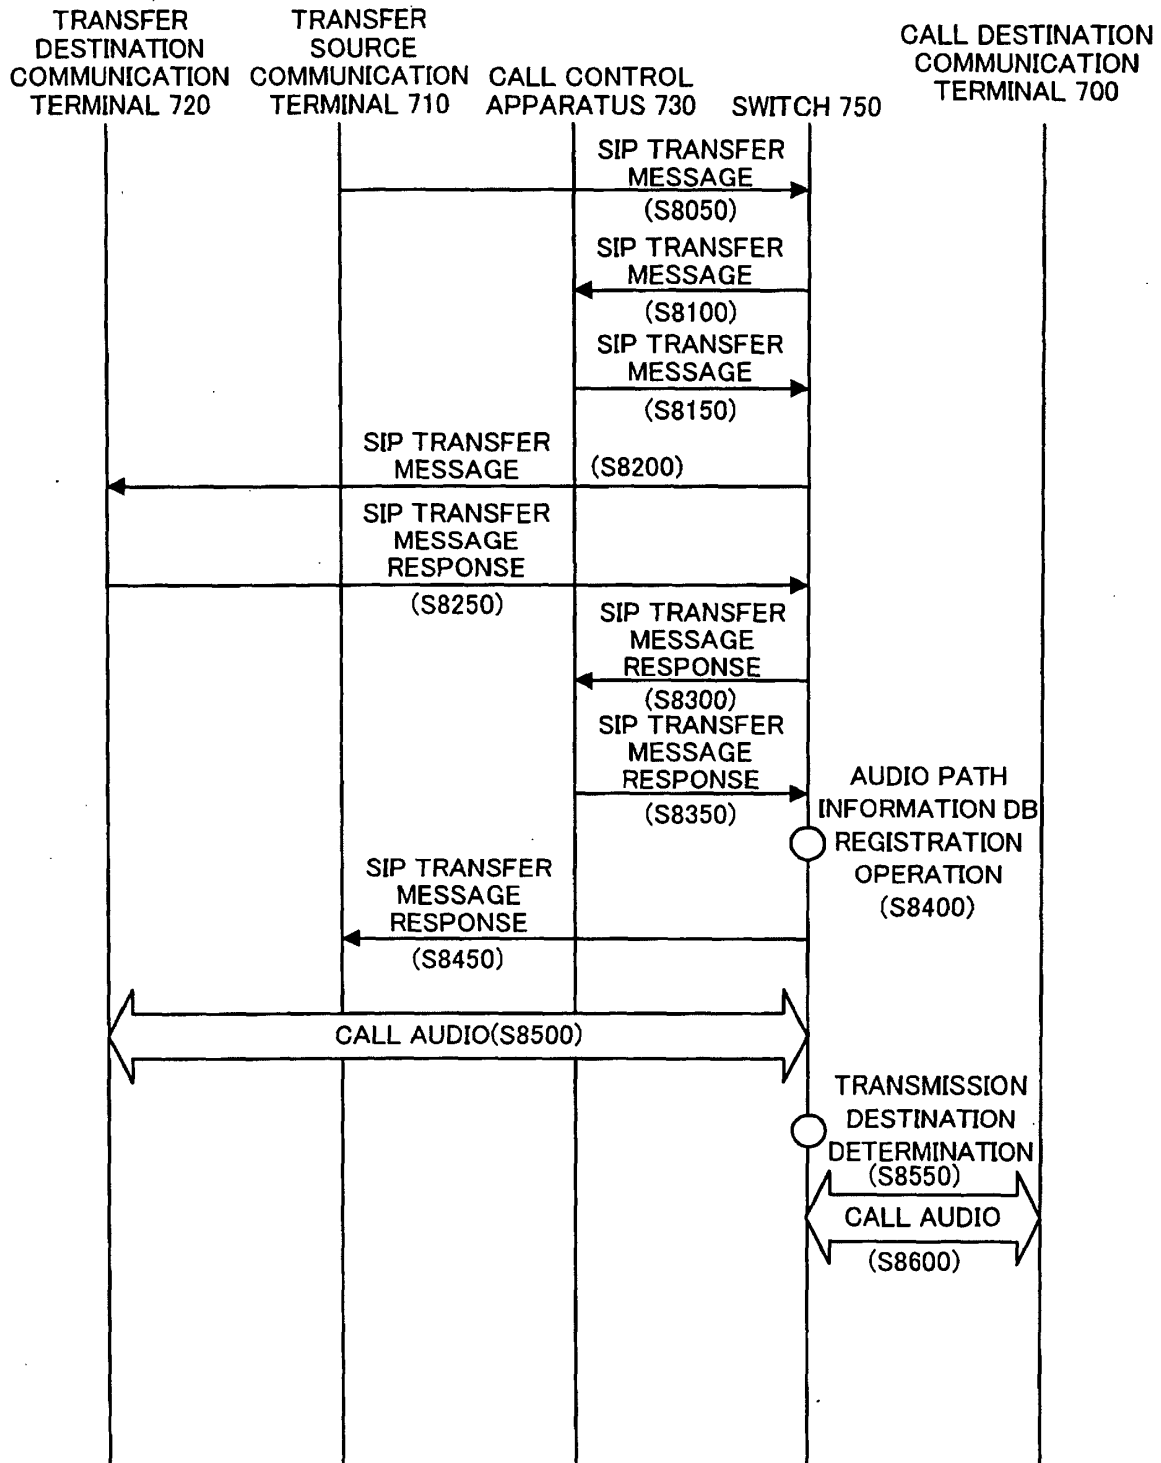 TRANSFER
DESTINATION
COMMUNICATION
TERMINAL 720
TRANSFER
SOURCE
COMMUNICATION
TERMINAL 710
CALL CONTROL
APPARATUS 730
SWITCH 750
CALL DESTINATION
COMMUNICATION
TERMINAL 700
SIP TRANSFER
MESSAGE
(S8050)
SIP TRANSFER
MESSAGE
(S8100)
SIP TRANSFER
MESSAGE
(S8150)
SIP TRANSFER
MESSAGE
(S8200)
SIP TRANSFER
MESSAGE
RESPONSE
(S8250)
SIP TRANSFER
MESSAGE
RESPONSE
(S8300)
SIP TRANSFER
MESSAGE
RESPONSE
(S8350)
AUDIO PATH
INFORMATION DB
REGISTRATION
OPERATION
(S8400)
SIP TRANSFER
MESSAGE
RESPONSE
(S8450)
CALL AUDIO(S8500)
TRANSMISSION
DESTINATION
DETERMINATION
(S8550)
CALL AUDIO
(S8600)